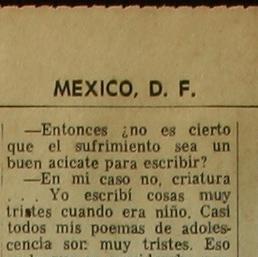 MEXICO, D. F.
—Entonces ¿no es cierto
que el sufrimiento sea un
buen acicate para escribir?
—En mi caso no, criatura
. . . Yo escribí cosas muy
tristes cuando era niño. Casi
todos mis poemas de adoles-
cencia son muy tristes. Eso